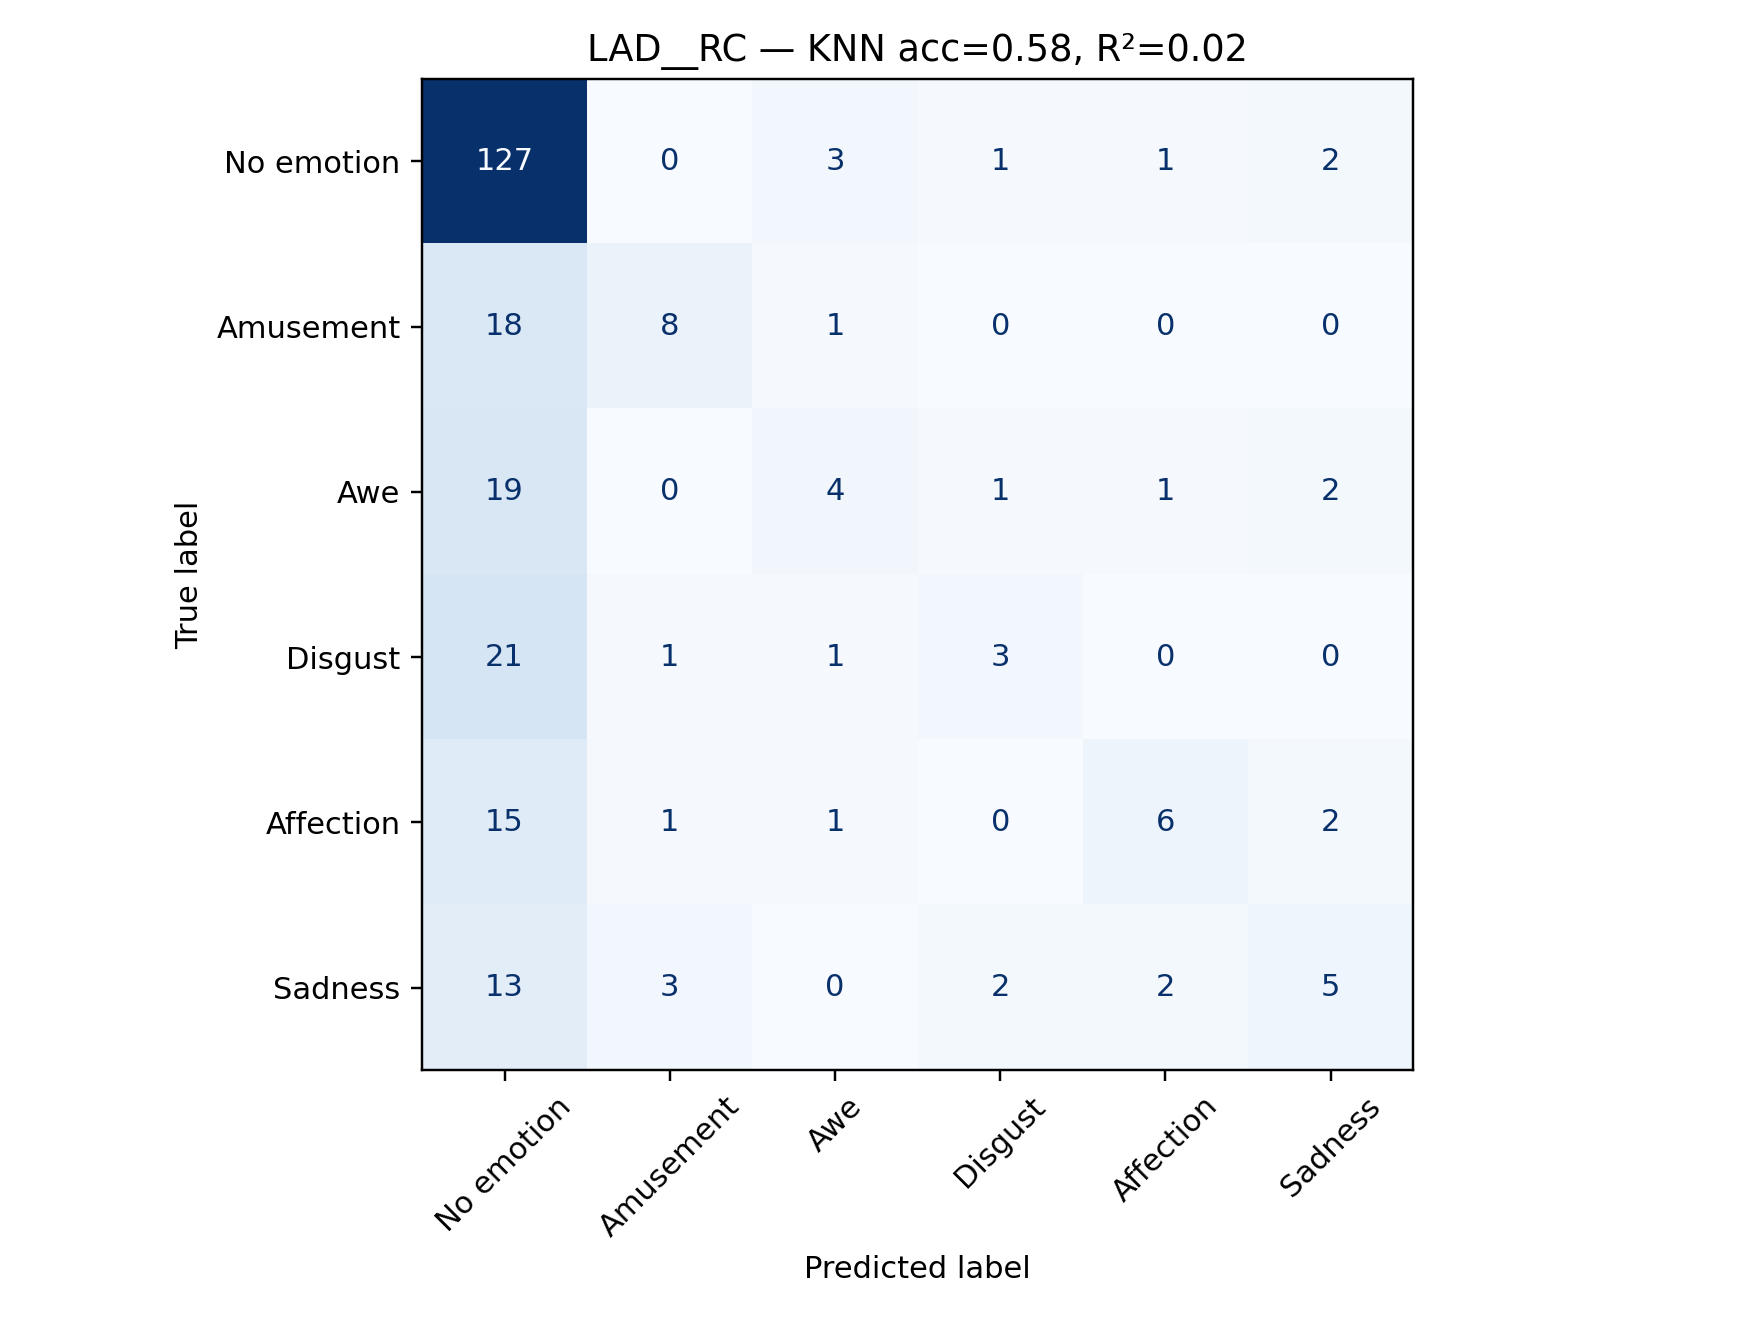 LAD__RC — KNN acc=0.58, R²=0.02
No emotion 127 0 3 1 1 2
Amusement 18 8 1 0 0 0
Awe 19 0 4 1 1 2
Disgust 21 1 1 3 0 0
Affection 15 1 1 0 6 2
Sadness 13 3 0 2 2 5
True label
No emotion Amusement Awe Disgust Affection Sadness
Predicted label